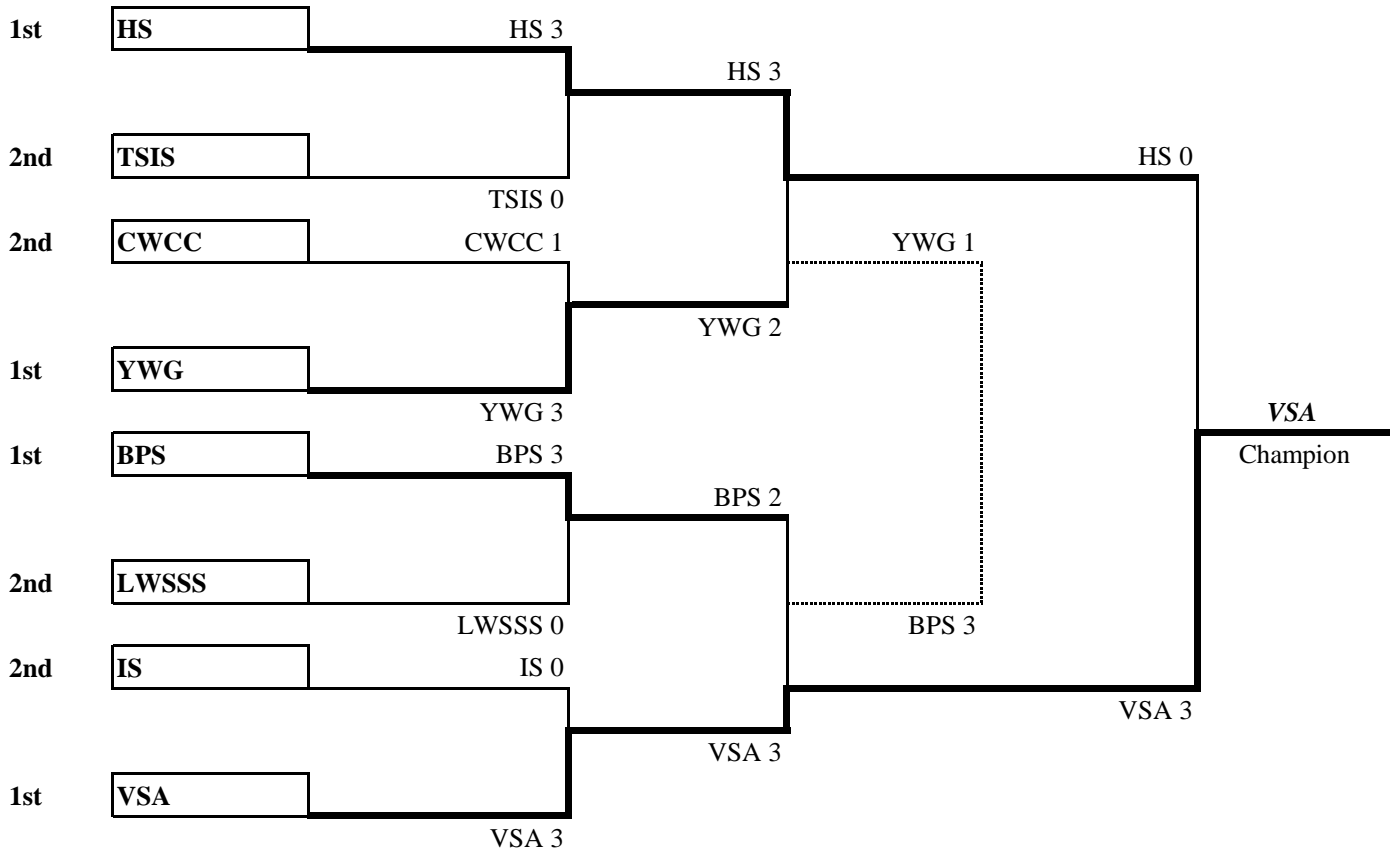 1st HS HS 3
HS 3
2nd TSIS HS 0
TSIS 0
2nd CWCC CWCC 1 YWG 1
YWG 2
1st YWG
YWG 3 VSA
1st BPS BPS 3 Champion
BPS 2
2nd LWSSS
LWSSS 0 BPS 3
2nd IS IS 0
VSA 3
VSA 3
1st VSA
VSA 3